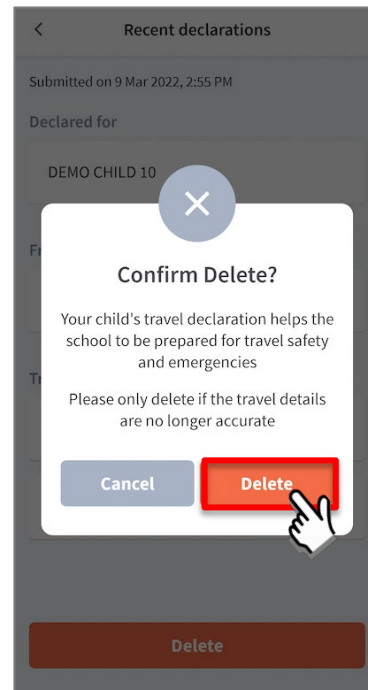 Recent declarations
Submitted on 9 Mar 2022, 2:55 PM
Declared for
DEMO CHILD 10
Confirm Delete?
Your child's travel declaration helps the
school to be prepared for travel safety
and emergencies
Please only delete if the travel details
are no longer accurate
Cancel
Delete
Delete